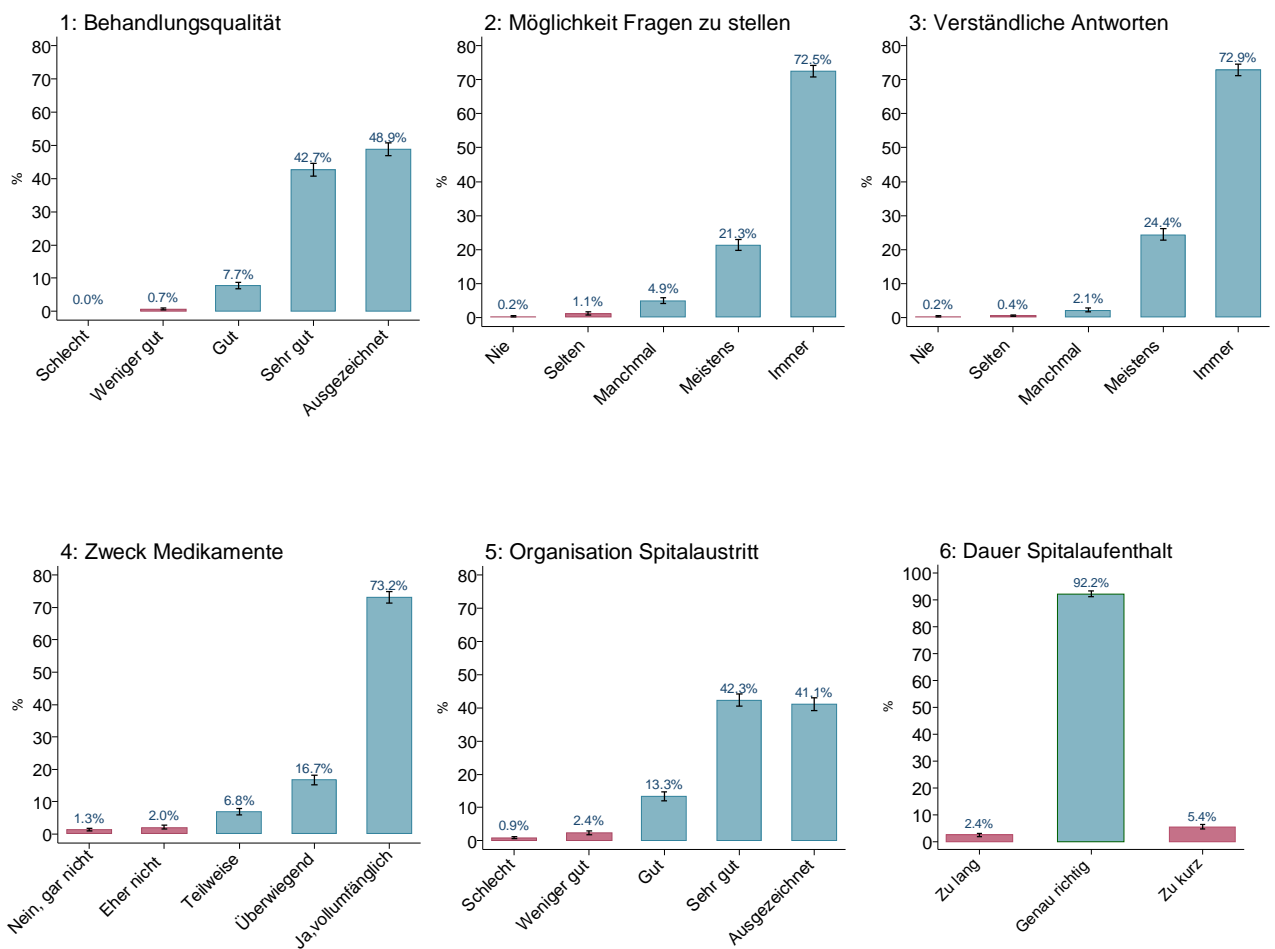 1: Behandlungsqualität
80
70
60
50
40
30
20
10
0
%
0.0%
0.7%
7.7%
42.7%
48.9%
Schlecht
Weniger gut
Gut
Sehr gut
Ausgezeichnet
2: Möglichkeit Fragen zu stellen
80
70
60
50
40
30
20
10
0
%
0.2%
1.1%
4.9%
21.3%
72.5%
Nie
Selten
Manchmal
Meistens
Immer
3: Verständliche Antworten
80
70
60
50
40
30
20
10
0
%
0.2%
0.4%
2.1%
24.4%
72.9%
Nie
Selten
Manchmal
Meistens
Immer
4: Zweck Medikamente
80
70
60
50
40
30
20
10
0
%
1.3%
2.0%
6.8%
16.7%
73.2%
Nein, gar nicht
Eher nicht
Teilweise
Überwiegend
Ja,vollumfänglich
5: Organisation Spitalaustritt
80
70
60
50
40
30
20
10
0
%
0.9%
2.4%
13.3%
42.3%
41.1%
Schlecht
Weniger gut
Gut
Sehr gut
Ausgezeichnet
6: Dauer Spitalaufenthalt
100
90
80
70
60
50
40
30
20
10
0
%
2.4%
92.2%
5.4%
Zu lang
Genau richtig
Zu kurz